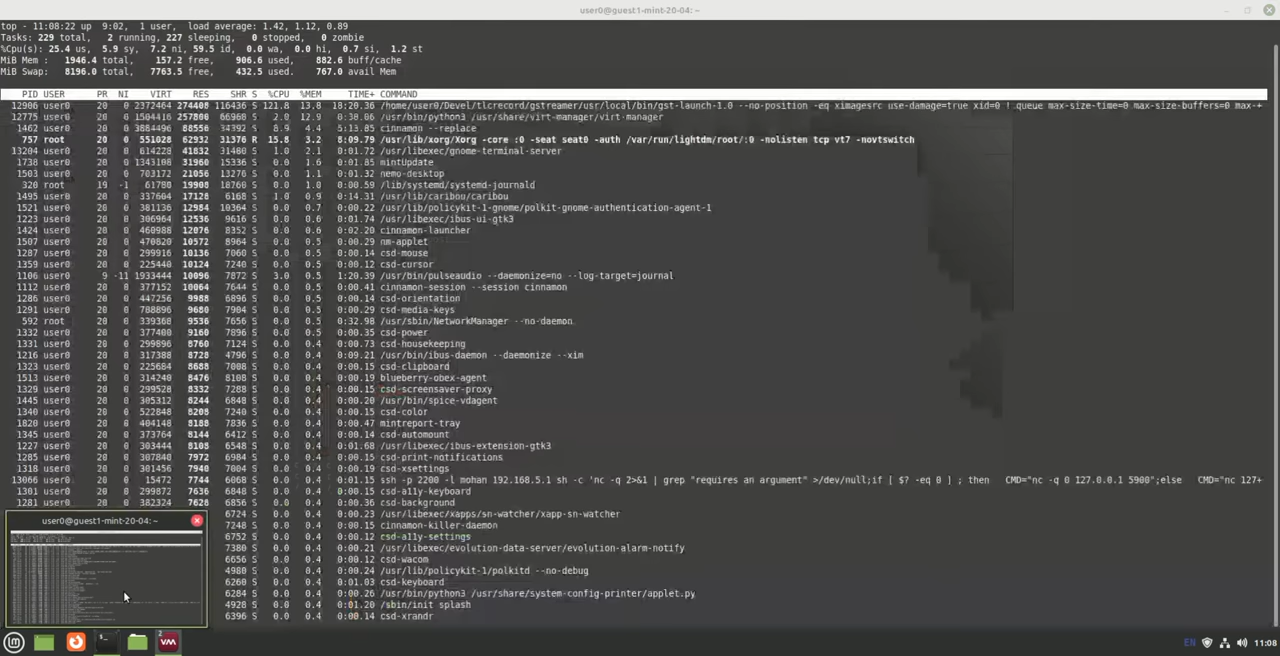 user0@guest1-mint-20-04: ~
top - 11:08:22 up  9:02,  1 user,  load average: 1.42, 1.12, 0.89
Tasks: 229 total,   2 running, 227 sleeping,   0 stopped,   0 zombie
%Cpu(s): 25.4 us,  5.9 sy,  7.2 ni, 59.5 id,  0.0 wa,  0.0 hi,  0.7 si,  1.2 st
MiB Mem :   1946.4 total,    157.2 free,    906.6 used,    882.6 buff/cache
MiB Swap:   8196.0 total,   7763.5 free,    432.5 used.    767.0 avail Mem
PID USER PR NI VIRT RES SHR S %CPU %MEM TIME+ COMMAND
12906 user0 20 0 2372464 274408 116436 S 121.8 13.8 18:20.36 /home/user0/Devel/tlcrecord/gstreamer/usr/local/bin/gst-launch-1.0 --no-position -eq ximagesrc use-damage=true xid=0 ! queue max-size-time=0 max-size-buffers=0 max-+
12775 user0 20 0 1504416 257800 66960 S 2.0 12.9 0:38.06 /usr/bin/python3 /usr/share/virt-manager/virt-manager
1462 user0 20 0 3884496 88556 34392 S 8.9 4.4 5:13.85 cinnamon --replace
757 root 20 0 551028 62932 31376 R 15.8 3.2 8:09.79 /usr/lib/xorg/Xorg -core :0 -seat seat0 -auth /var/run/lightdm/root/:0 -nolisten tcp vt7 -novtswitch
13204 user0 20 0 614228 41832 31480 S 1.0 2.1 0:01.72 /usr/libexec/gnome-terminal-server
1738 user0 20 0 1343108 31960 15336 S 0.0 1.6 0:01.85 mintUpdate
1503 user0 20 0 703172 21056 13276 S 0.0 1.1 0:01.32 nemo-desktop
320 root 19 -1 61780 19908 18760 S 0.0 1.0 0:00.59 /lib/systemd/systemd-journald
1495 user0 20 0 337604 17128 6168 S 1.0 0.9 0:14.31 /usr/lib/caribou/caribou
1521 user0 20 0 381136 12984 10364 S 0.0 0.7 0:00.22 /usr/lib/policykit-1-gnome/polkit-gnome-authentication-agent-1
1223 user0 20 0 306964 12536 9616 S 0.0 0.6 0:01.74 /usr/libexec/ibus-ui-gtk3
1424 user0 20 0 460988 12076 8352 S 0.0 0.6 0:02.20 cinnamon-launcher
1507 user0 20 0 470820 10572 8964 S 0.0 0.5 0:00.29 nm-applet
1287 user0 20 0 299916 10136 7060 S 0.0 0.5 0:00.14 csd-mouse
1359 user0 20 0 225440 10124 7240 S 0.0 0.5 0:00.12 csd-cursor
1106 user0 9 -11 1933444 10096 7872 S 3.0 0.5 1:20.39 /usr/bin/pulseaudio --daemonize=no --log-target=journal
1112 user0 20 0 377152 10064 7644 S 0.0 0.5 0:00.41 cinnamon-session --session cinnamon
1286 user0 20 0 447256 9988 6896 S 0.0 0.5 0:00.14 csd-orientation
1291 user0 20 0 708896 9680 7904 S 0.0 0.5 0:00.14 csd-media-keys
592 root 20 0 339368 9536 7656 S 0.0 0.5 0:32.98 /usr/sbin/NetworkManager --no-daemon
1332 user0 20 0 377400 9160 7896 S 0.0 0.5 0:00.35 csd-power
1331 user0 20 0 299896 8760 7124 S 0.0 0.4 0:00.73 csd-housekeeping
1216 user0 20 0 317388 8728 4796 S 0.0 0.4 0:09.21 /usr/bin/ibus-daemon --daemonize --xim
1323 user0 20 0 225684 8688 7008 S 0.0 0.4 0:00.15 csd-clipboard
1513 user0 20 0 314240 8476 8108 S 0.0 0.4 0:00.19 blueberry-obex-agent
1329 user0 20 0 299528 8332 7288 S 0.0 0.4 0:00.15 csd-screensaver-proxy
1445 user0 20 0 305312 8244 6848 S 0.0 0.4 0:00.20 /usr/bin/spice-vdagent
1340 user0 20 0 522848 8208 7240 S 0.0 0.4 0:00.15 csd-color
1820 user0 20 0 404148 8188 7836 S 0.0 0.4 0:00.47 mintreport-tray
1345 user0 20 0 373764 8144 6412 S 0.0 0.4 0:00.14 csd-automount
1227 user0 20 0 303444 8108 6548 S 0.0 0.4 0:01.68 /usr/libexec/ibus-extension-gtk3
1285 user0 20 0 307840 7972 6984 S 0.0 0.4 0:00.15 csd-print-notifications
1318 user0 20 0 301456 7940 7004 S 0.0 0.4 0:00.19 csd-xsettings
13066 user0 20 0 15472 7744 6068 S 0.0 0.4 0:01.15 ssh -p 2200 -l mohan 192.168.5.1 sh -c 'nc -q 2>&1 | grep "requires an argument" >/dev/null;if [ $? -eq 0 ] ; then   CMD="nc -q 0 127.0.0.1 5900";else   CMD="nc 127+
1301 user0 20 0 299872 7636 6848 S 0.0 0.4 0:00.15 csd-a11y-keyboard
1281 user0 20 0 382324 7628 6856 S 0.0 0.4 0:00.36 csd-background
6724 S 0.0 0.4 0:00.23 /usr/libexec/xapps/sn-watcher/xapp-sn-watcher
7248 S 0.0 0.4 0:00.15 cinnamon-killer-daemon
6752 S 0.0 0.4 0:00.12 csd-a11y-settings
7380 S 0.0 0.4 0:00.21 /usr/libexec/evolution-data-server/evolution-alarm-notify
6656 S 0.0 0.4 0:00.12 csd-wacom
4980 S 0.0 0.4 0:00.24 /usr/lib/policykit-1/polkitd --no-debug
6260 S 0.0 0.4 0:01.03 csd-keyboard
6284 S 0.0 0.4 0:00.26 /usr/bin/python3 /usr/share/system-config-printer/applet.py
4928 S 0.0 0.4 0:01.20 /sbin/init splash
6396 S 0.0 0.4 0:00.14 csd-xrandr
user0@guest1-mint-20-04: ~
2
VM
EN
11:08